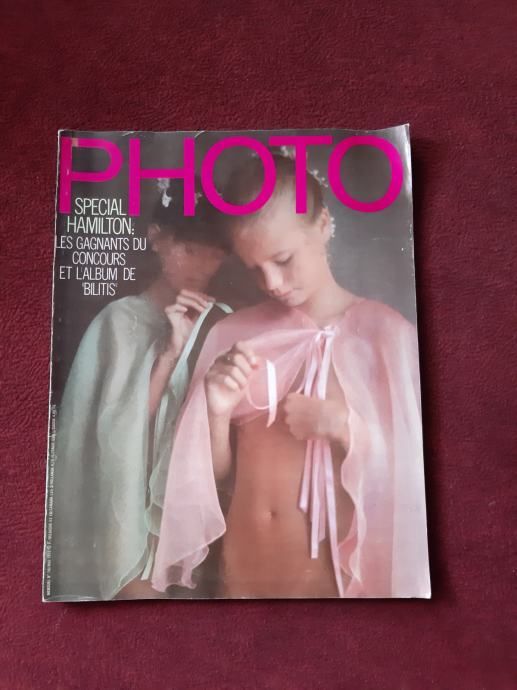 PHOTO
SPECIAL
HAMILTON:
LES GAGNANTS DU
CONCOURS
ET L'ALBUM DE
'BILITIS'